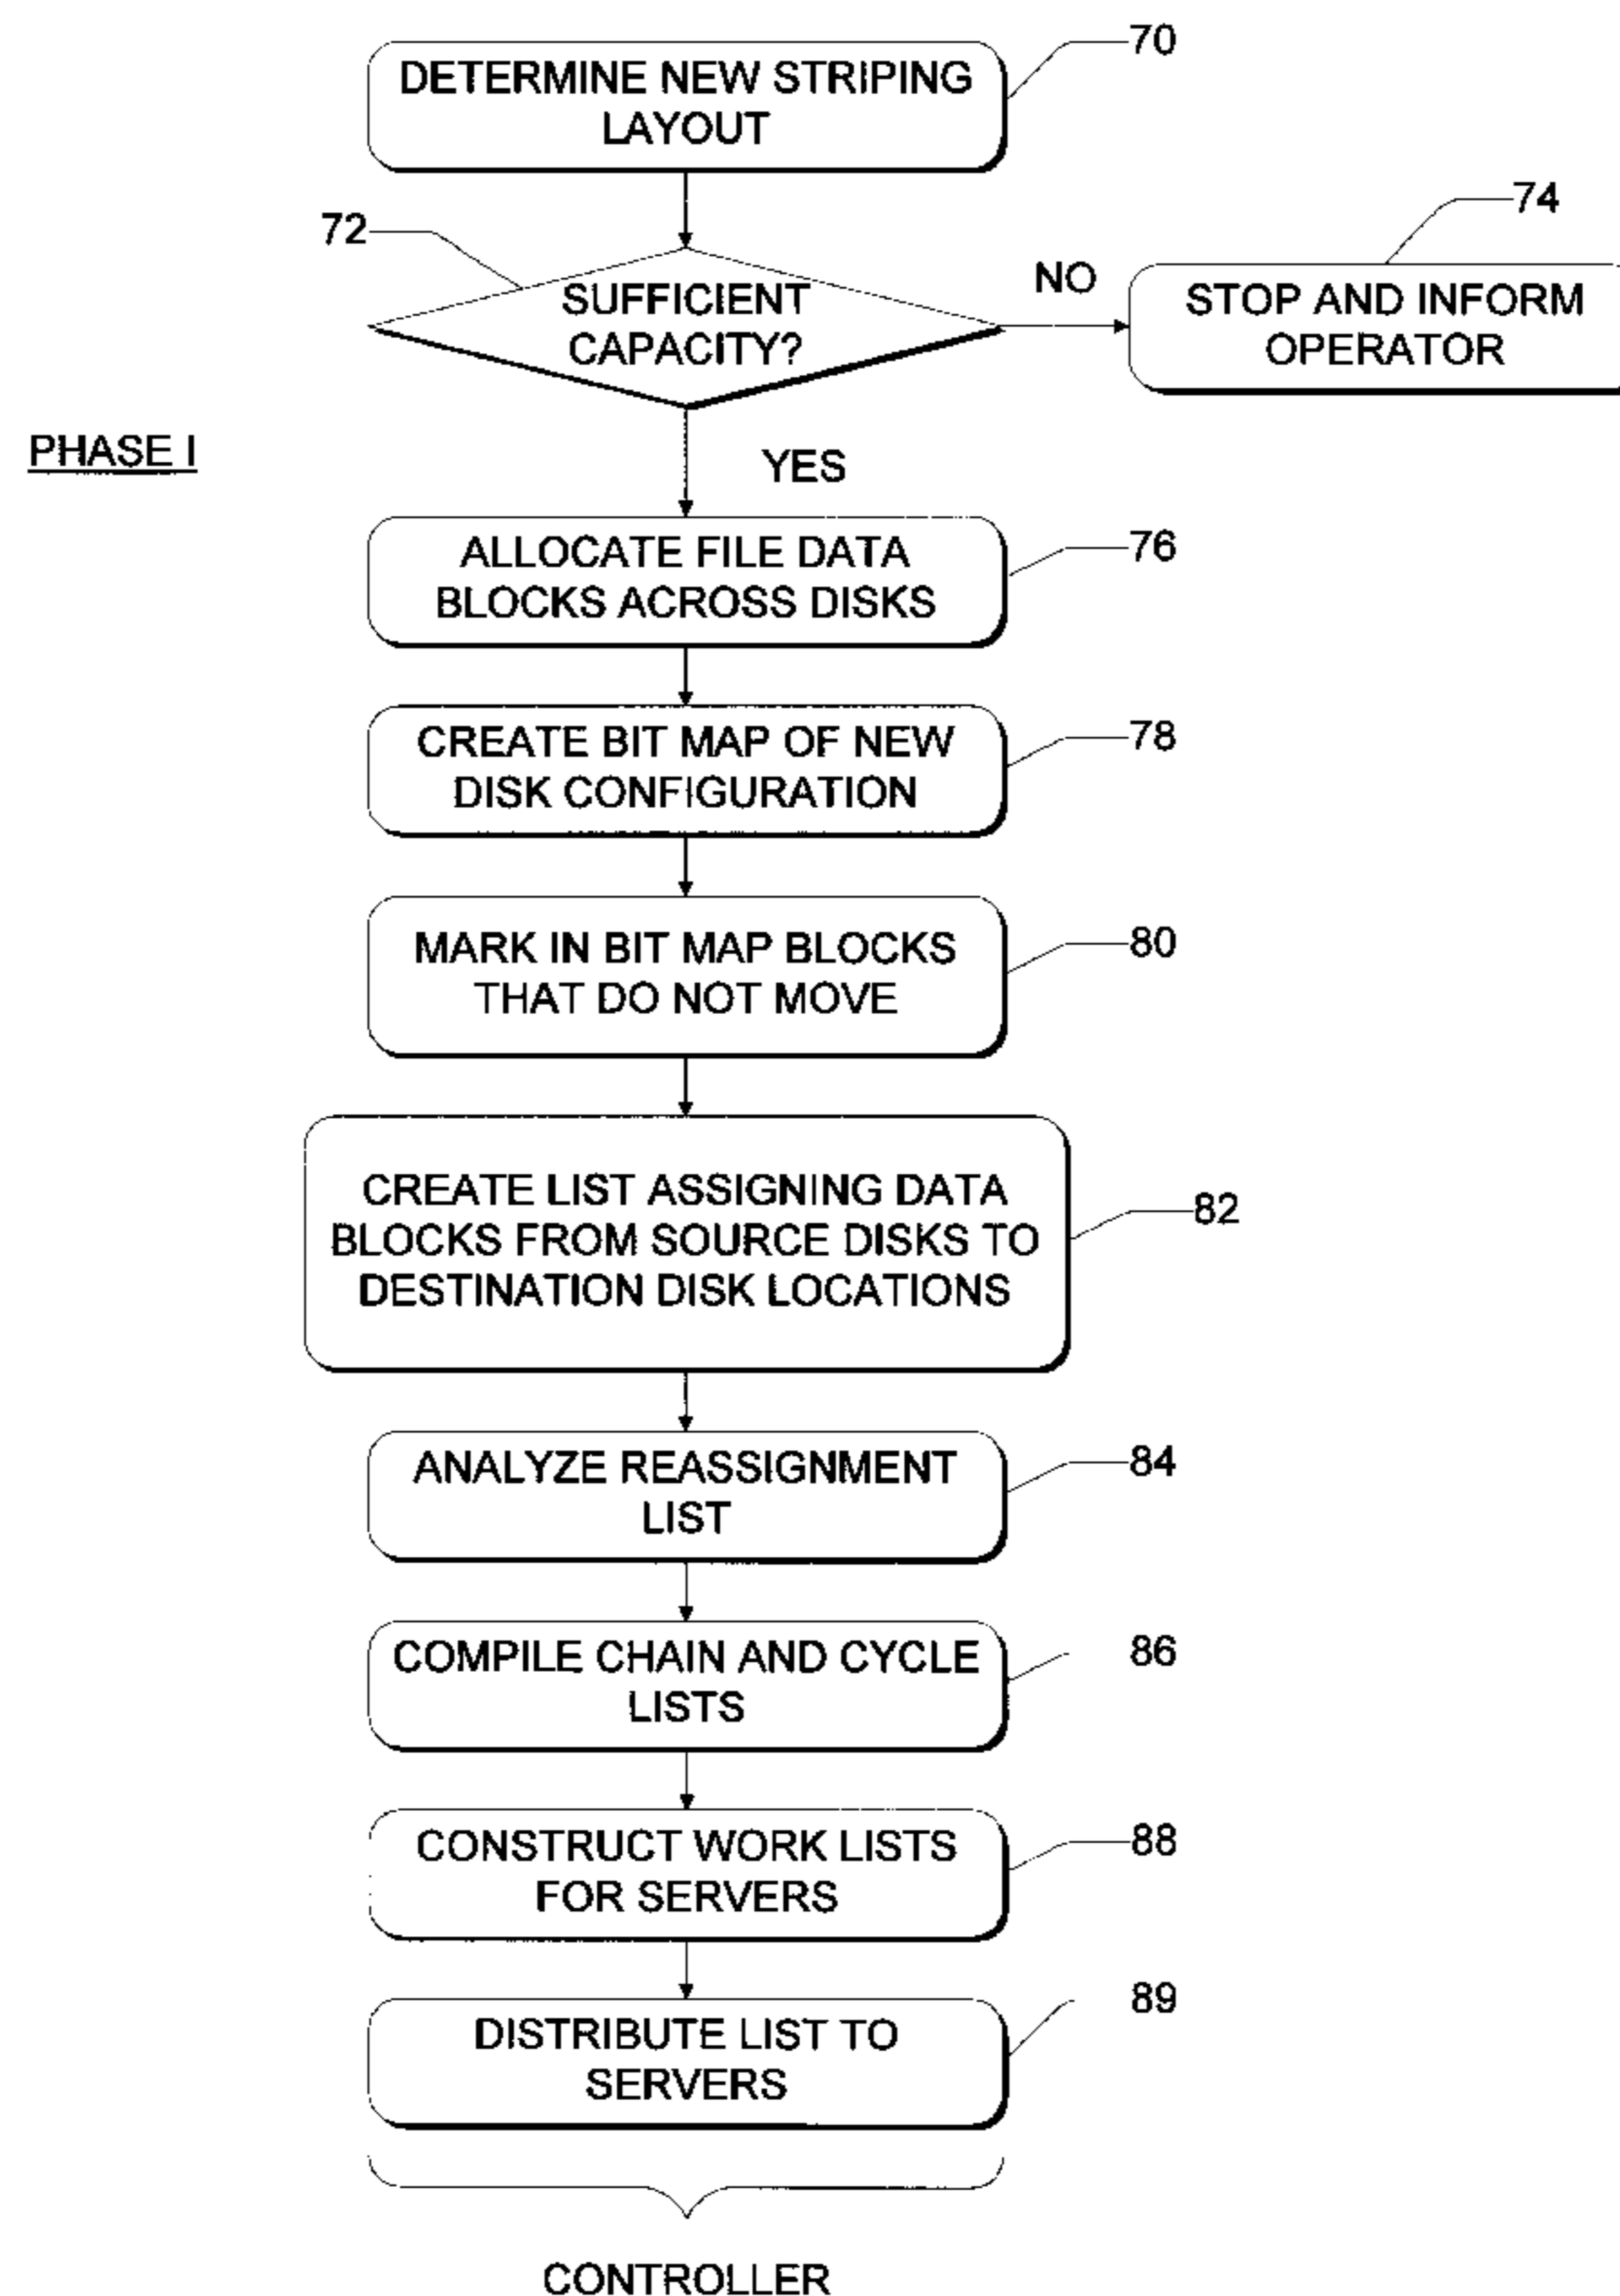 70
DETERMINE NEW STRIPING
LAYOUT
72
74
SUFFICIENT
CAPACITY?
NO
STOP AND INFORM
OPERATOR
PHASE I
YES
76
ALLOCATE FILE DATA
BLOCKS ACROSS DISKS
78
CREATE BIT MAP OF NEW
DISK CONFIGURATION
80
MARK IN BIT MAP BLOCKS
THAT DO NOT MOVE
82
CREATE LIST ASSIGNING DATA
BLOCKS FROM SOURCE DISKS TO
DESTINATION DISK LOCATIONS
84
ANALYZE REASSIGNMENT
LIST
86
COMPILE CHAIN AND CYCLE
LISTS
88
CONSTRUCT WORK LISTS
FOR SERVERS
89
DISTRIBUTE LIST TO
SERVERS
CONTROLLER